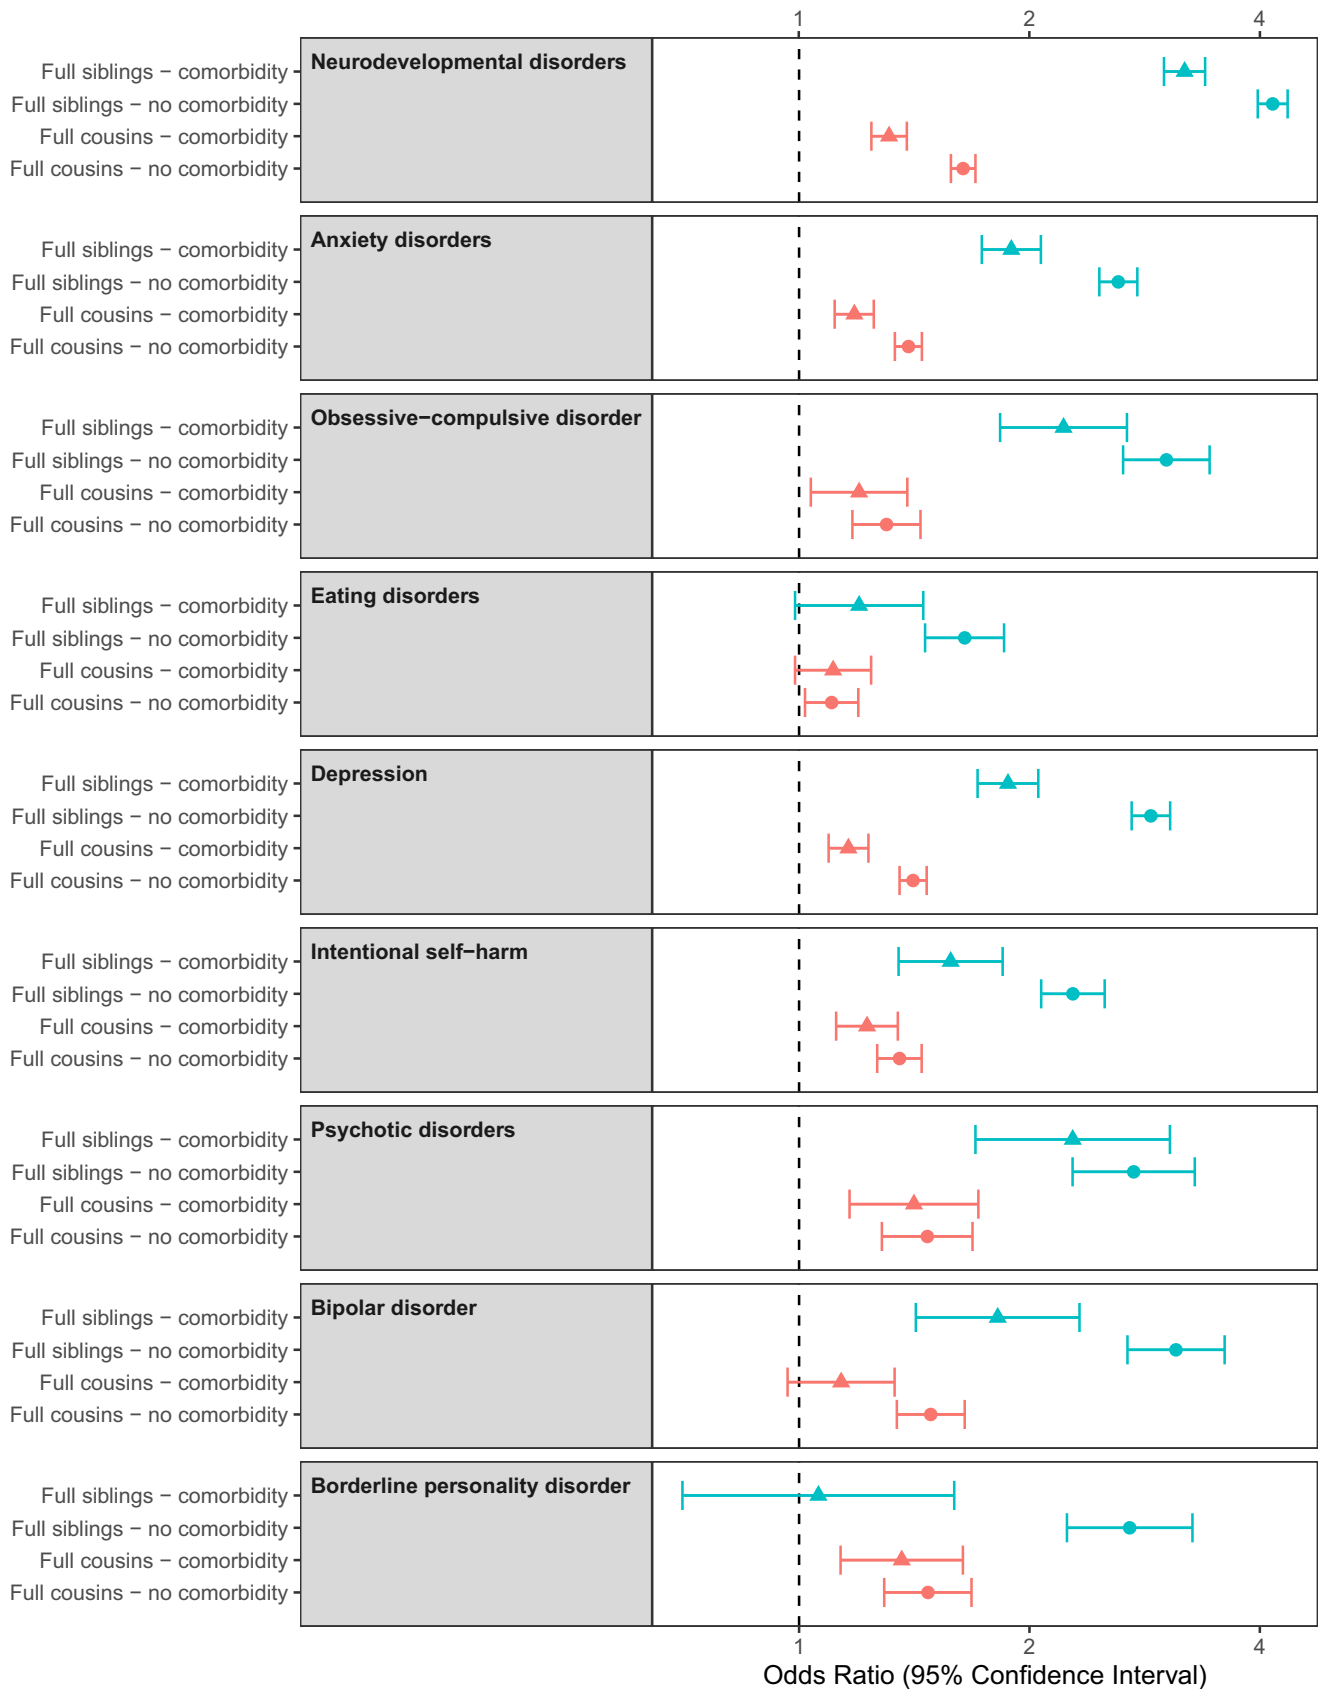 1 2 4
Neurodevelopmental disorders
Full siblings − comorbidity
Full siblings − no comorbidity
Full cousins − comorbidity
Full cousins − no comorbidity
Anxiety disorders
Full siblings − comorbidity
Full siblings − no comorbidity
Full cousins − comorbidity
Full cousins − no comorbidity
Obsessive−compulsive disorder
Full siblings − comorbidity
Full siblings − no comorbidity
Full cousins − comorbidity
Full cousins − no comorbidity
Eating disorders
Full siblings − comorbidity
Full siblings − no comorbidity
Full cousins − comorbidity
Full cousins − no comorbidity
Depression
Full siblings − comorbidity
Full siblings − no comorbidity
Full cousins − comorbidity
Full cousins − no comorbidity
Intentional self−harm
Full siblings − comorbidity
Full siblings − no comorbidity
Full cousins − comorbidity
Full cousins − no comorbidity
Psychotic disorders
Full siblings − comorbidity
Full siblings − no comorbidity
Full cousins − comorbidity
Full cousins − no comorbidity
Bipolar disorder
Full siblings − comorbidity
Full siblings − no comorbidity
Full cousins − comorbidity
Full cousins − no comorbidity
Borderline personality disorder
Full siblings − comorbidity
Full siblings − no comorbidity
Full cousins − comorbidity
Full cousins − no comorbidity
1 2 4
Odds Ratio (95% Confidence Interval)